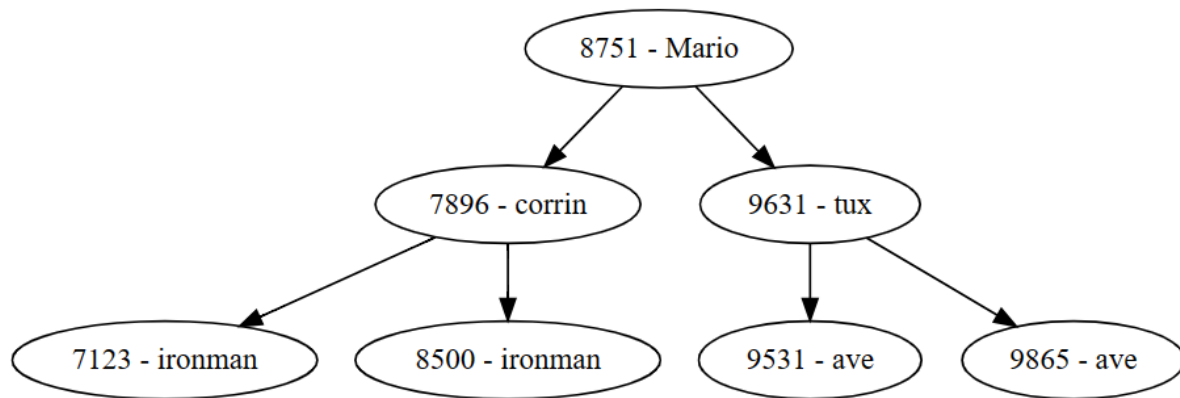 8751 - Mario
7896 - corrin
9631 - tux
7123 - ironman
8500 - ironman
9531 - ave
9865 - ave